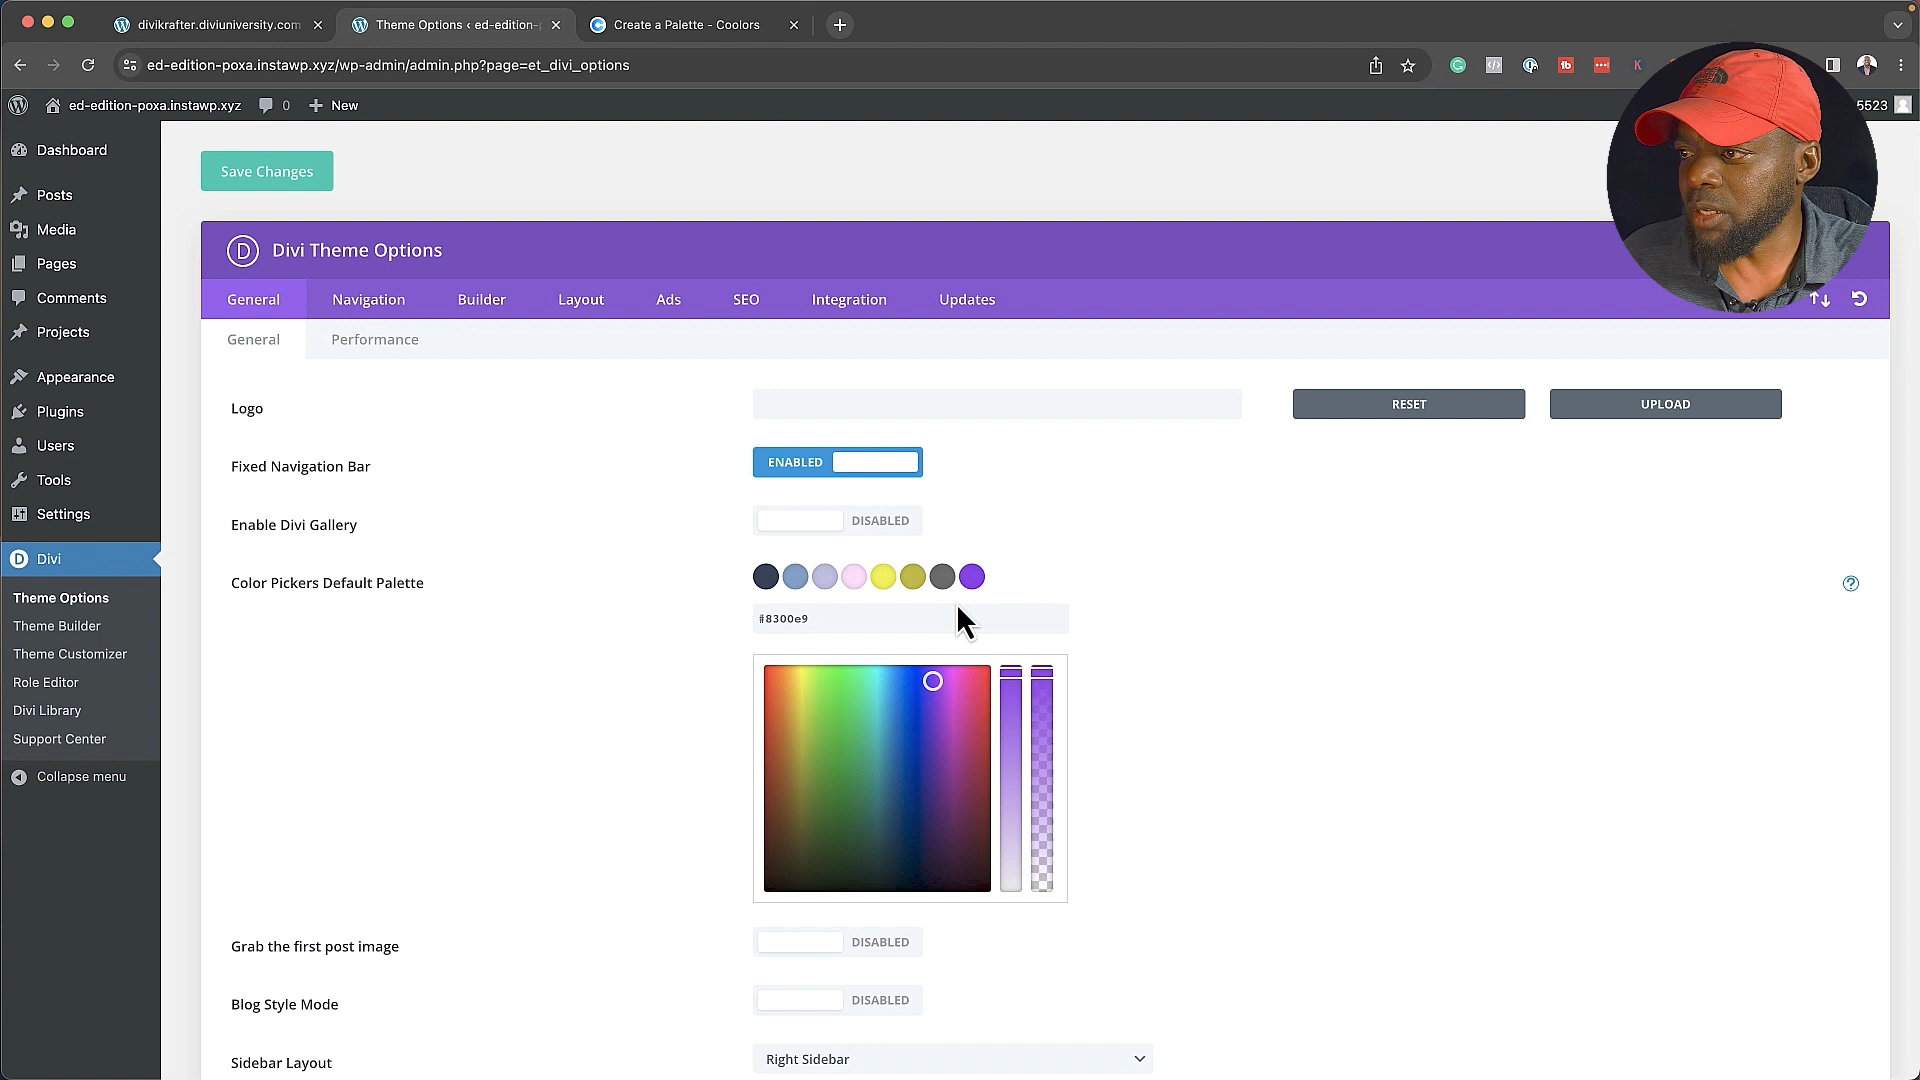 divikrafter.diviuniversity.com
Theme Options ‹ ed-edition-
Create a Palette - Coolors
ed-edition-poxa.instawp.xyz/wp-admin/admin.php?page=et_divi_options
ed-edition-poxa.instawp.xyz
0
New
5523
Dashboard
Posts
Media
Pages
Comments
Projects
Appearance
Plugins
Users
Tools
Settings
Divi
Theme Options
Theme Builder
Theme Customizer
Role Editor
Divi Library
Support Center
Collapse menu
Save Changes
D Divi Theme Options
General Navigation Builder Layout Ads SEO Integration Updates
General Performance
Logo RESET UPLOAD
Fixed Navigation Bar ENABLED
Enable Divi Gallery DISABLED
Color Pickers Default Palette
#8300e9
Grab the first post image DISABLED
Blog Style Mode DISABLED
Sidebar Layout Right Sidebar